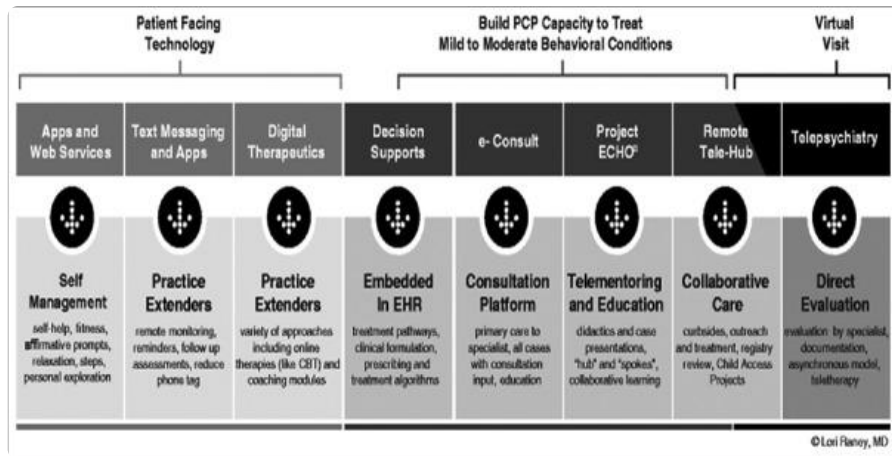 Patient Facing
Technology
Build PCP Capacity to Treat
Mild to Moderate Behavioral Conditions
Virtual
Visit
Apps and
Web Services
Text Messaging
and Apps
Digital
Therapeutics
Decision
Supports
e- Consult
Project
ECHO®
Remote
Tele-Hub
Telepsychiatry
Self
Management
self-help, fitness,
affirmative prompts,
relaxation, steps,
personal exploration
Practice
Extenders
remote monitoring,
reminders, follow up
assessments, reduce
phone tag
Practice
Extenders
variety of approaches
including online
therapies (like CBT) and
coaching modules
Embedded
In EHR
treatment pathways,
clinical formulation,
prescribing and
treatment algorithms
Consultation
Platform
primary care to
specialist, all cases
with consultation
input, education
Telementoring
and Education
didactics and case
presentations,
"hub" and "spokes",
collaborative learning
Collaborative
Care
curbsides, outreach
and treatment, registry
review, Child Access
Projects
Direct
Evaluation
evaluation by specialist,
documentation,
asynchronous model,
teletherapy
© Lori Raney, MD